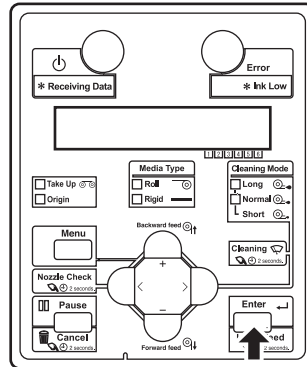 Error
* Receiving Data
* Ink Low
1 2 3 4 5 6
Media Type
Roll
Rigid
Cleaning Mode
Long
Normal
Short
Take Up
Origin
Menu
Backward feed
Cleaning
2 seconds.
Nozzle Check
2 seconds.
+
< >
−
Pause
Cancel
2 seconds.
Forward feed
Enter